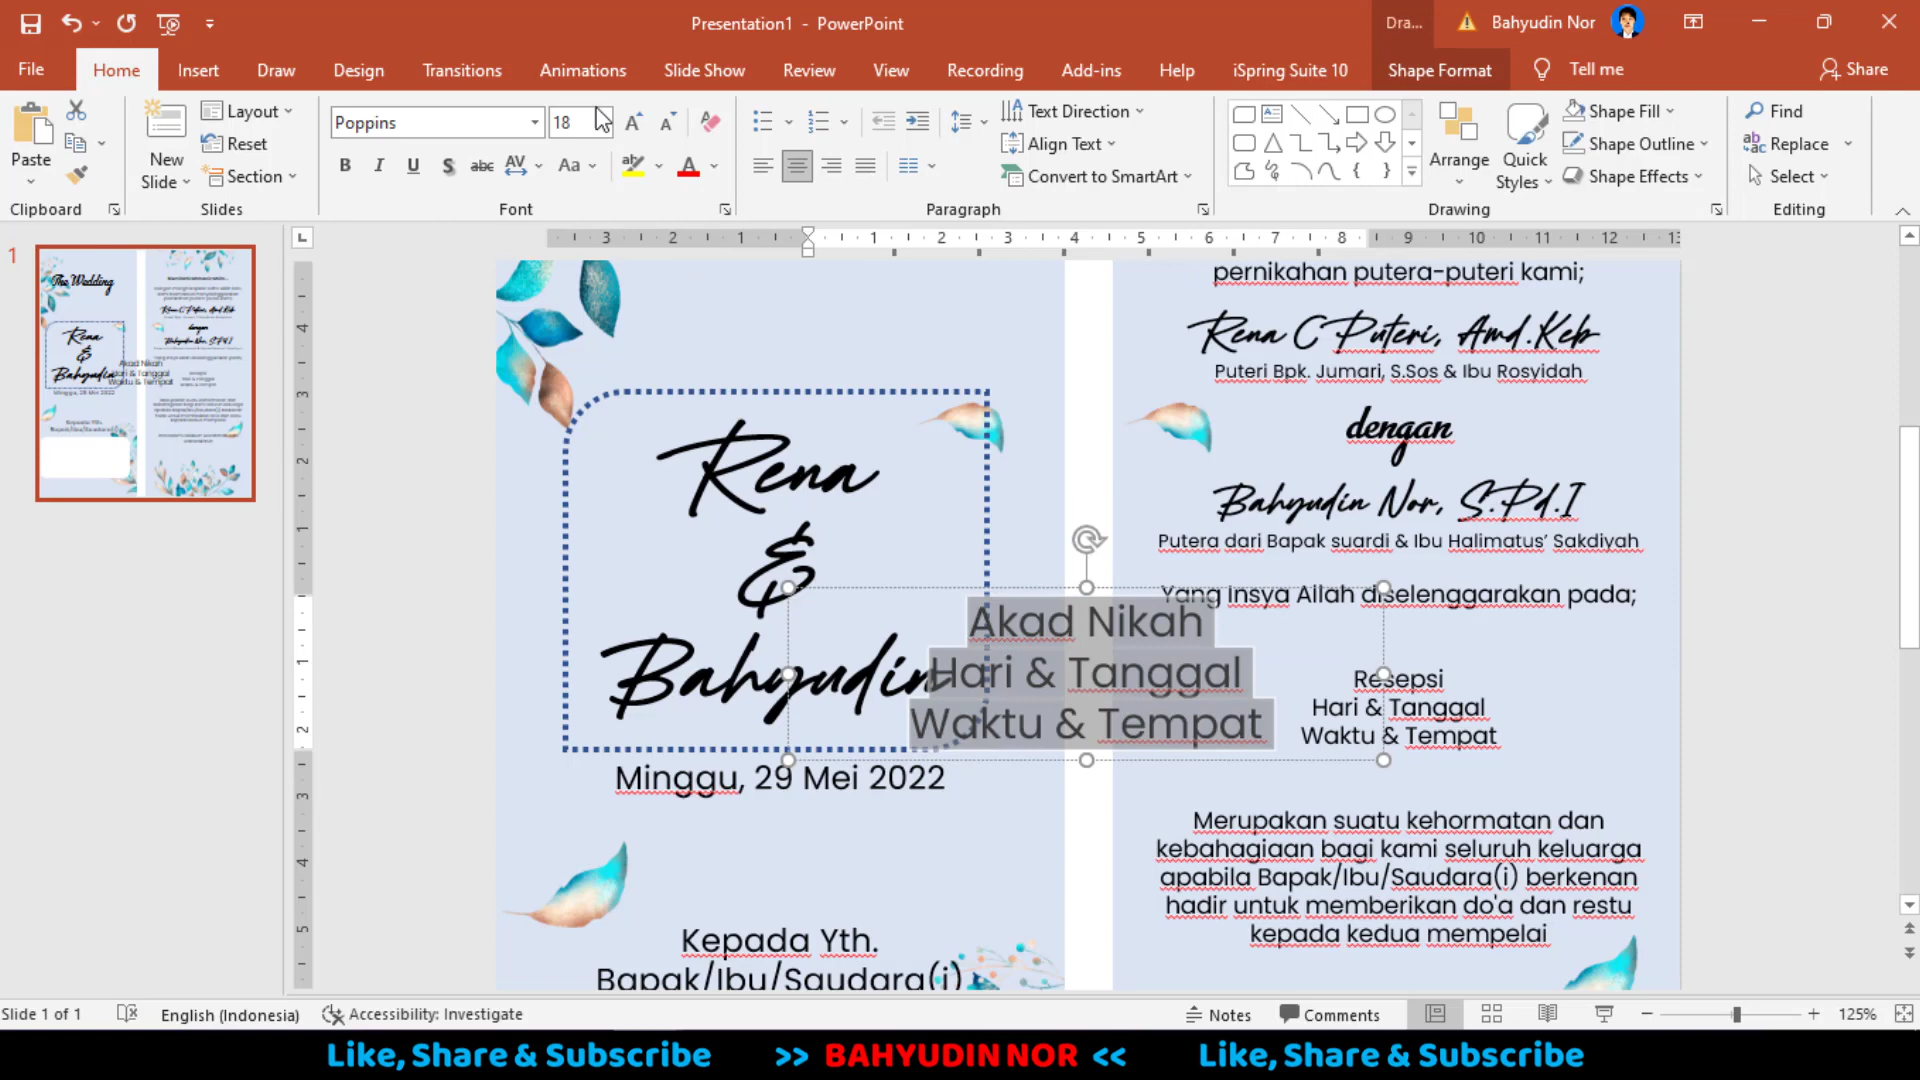 Presentation1 - PowerPoint
Dra...
Bahyudin Nor
File
Home
Insert
Draw
Design
Transitions
Animations
Slide Show
Review
View
Recording
Add-ins
Help
iSpring Suite 10
Shape Format
Tell me
Share
Paste
New
Slide
Layout
Reset
Section
Poppins
18
Text Direction
Align Text
Convert to SmartArt
Arrange
Quick
Styles
Shape Fill
Shape Outline
Shape Effects
Find
Replace
Select
Clipboard
Slides
Font
Paragraph
Drawing
Editing
1
The Wedding
Rena
&
Bahyudin
pernikahan putera-puteri kami;
Rena C Puteri, Amd.Keb
Puteri Bpk. Jumari, S.Sos & Ibu Rosyidah
dengan
Bahyudin Nor, S.Pd.I
Putera dari Bapak suardi & Ibu Halimatus' Sakdiyah
Yang Insya Allah diselenggarakan pada;
Rena
&
Bahyudin
Akad Nikah
Hari & Tanggal
Waktu & Tempat
Resepsi
Hari & Tanggal
Waktu & Tempat
Minggu, 29 Mei 2022
Merupakan suatu kehormatan dan
kebahagiaan bagi kami seluruh keluarga
apabila Bapak/Ibu/Saudara(i) berkenan
hadir untuk memberikan do'a dan restu
kepada kedua mempelai
Kepada Yth.
Bapak/Ibu/Saudara(i)
Slide 1 of 1
English (Indonesia)
Accessibility: Investigate
Notes
Comments
125%
Like, Share & Subscribe >> BAHYUDIN NOR << Like, Share & Subscribe